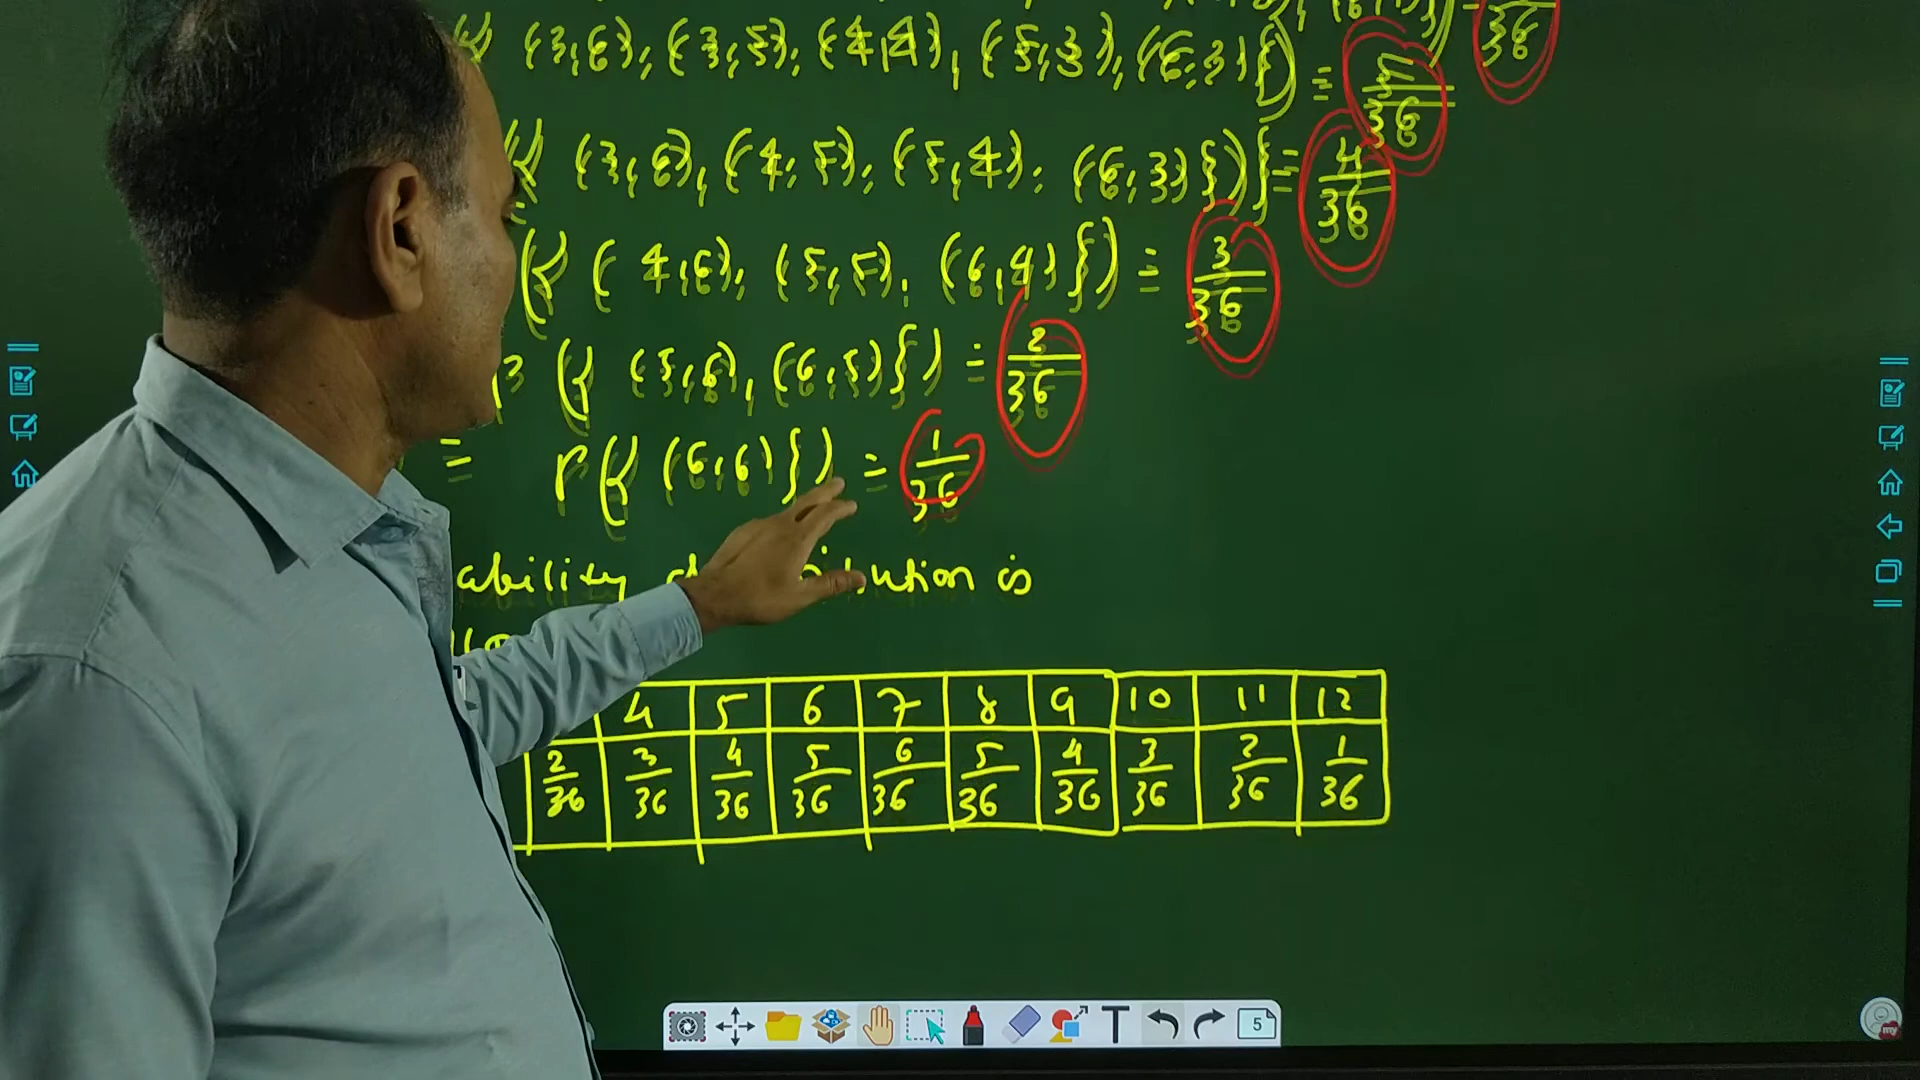 36
{ (3,6), (3,5), (4,4), (5,3), (6,3)}) = 5/36
({ (3,6), (4,5), (5,4), (6,3)}) = 4/36
({ (4,6), (5,5), (6,4)}) = 3/36
P({ (5,6), (6,5)}) = 2/36
= P({ (6,6)}) = 1/36
ability is
4 5 6 7 8 9 10 11 12
2/36 3/36 4/36 5/36 6/36 5/36 4/36 3/36 2/36 1/36
T 5
my